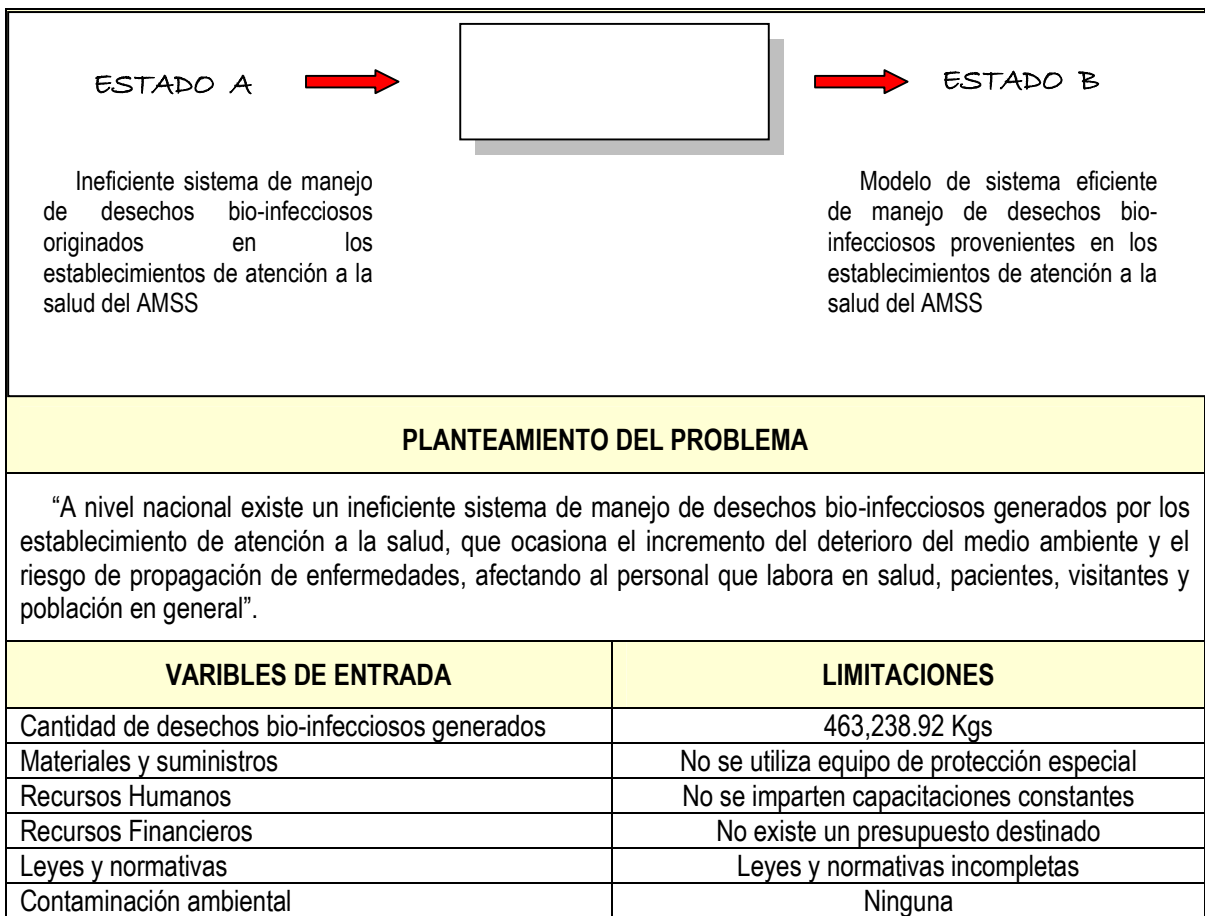 ESTADO A
ESTADO B
Ineficiente sistema de manejo
de desechos bio-infecciosos
originados en los
establecimientos de atención a la
salud del AMSS
Modelo de sistema eficiente
de manejo de desechos bio-
infecciosos provenientes en los
establecimientos de atención a la
salud del AMSS
PLANTEAMIENTO DEL PROBLEMA
“A nivel nacional existe un ineficiente sistema de manejo de desechos bio-infecciosos generados por los
establecimiento de atención a la salud, que ocasiona el incremento del deterioro del medio ambiente y el
riesgo de propagación de enfermedades, afectando al personal que labora en salud, pacientes, visitantes y
población en general”.
VARIBLES DE ENTRADA LIMITACIONES
Cantidad de desechos bio-infecciosos generados 463,238.92 Kgs
Materiales y suministros No se utiliza equipo de protección especial
Recursos Humanos No se imparten capacitaciones constantes
Recursos Financieros No existe un presupuesto destinado
Leyes y normativas Leyes y normativas incompletas
Contaminación ambiental Ninguna